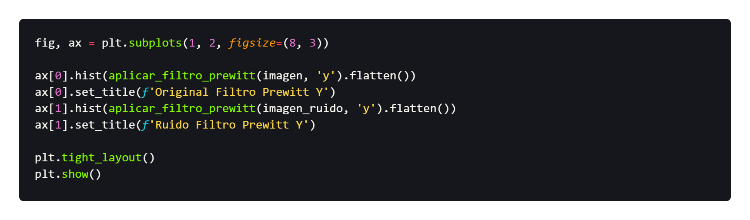 fig, ax = plt.subplots(1, 2, figsize=(8, 3))
ax[0].hist(aplicar_filtro_prewitt(imagen, 'y').flatten())
ax[0].set_title(f'Original Filtro Prewitt Y')
ax[1].hist(aplicar_filtro_prewitt(imagen_ruido, 'y').flatten())
ax[1].set_title(f'Ruido Filtro Prewitt Y')
plt.tight_layout()
plt.show()